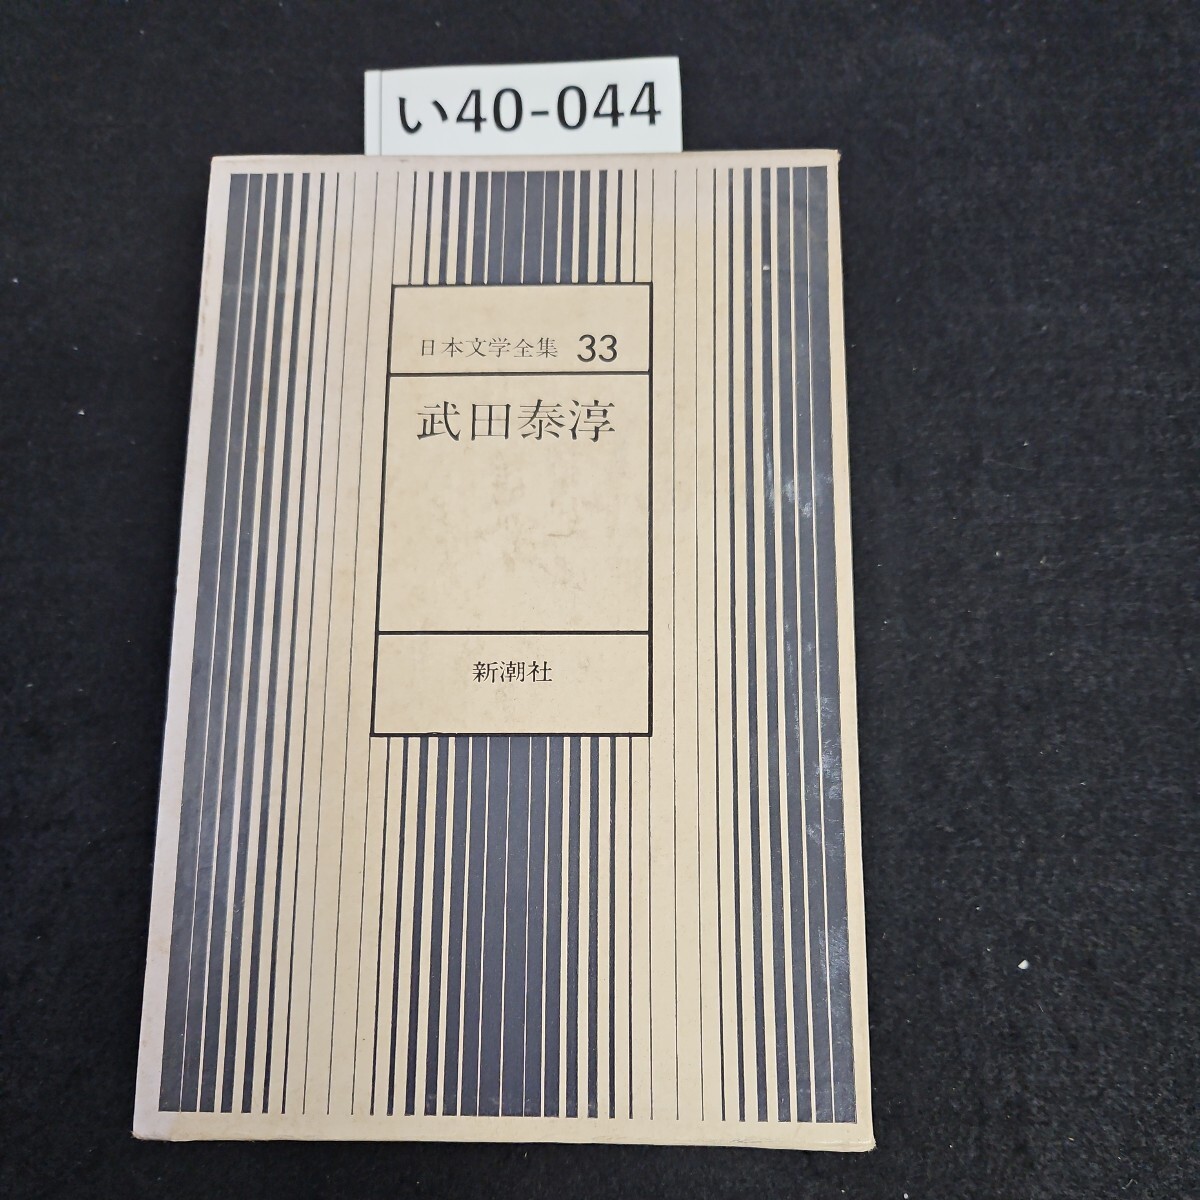 い40-044
日本文学全集 33
武田泰淳
新潮社